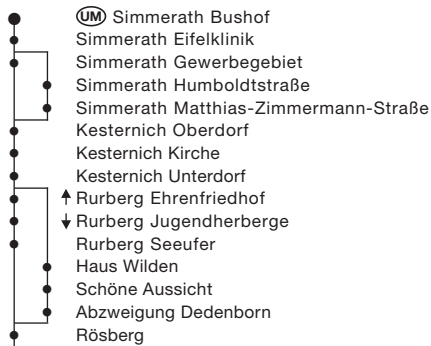 UM Simmerath Bushof
Simmerath Eifelklinik
Simmerath Gewerbegebiet
Simmerath Humboldtstraße
Simmerath Matthias-Zimmermann-Straße
Kesternich Oberdorf
Kesternich Kirche
Kesternich Unterdorf
Rurberg Ehrenfriedhof
Rurberg Jugendherberge
Rurberg Seeufer
Haus Wilden
Schöne Aussicht
Abzweigung Dedenborn
Rösberg